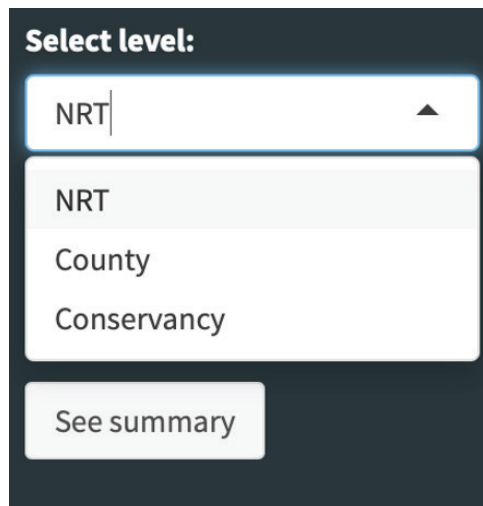 Select level:
NRT
NRT
County
Conservancy
See summary